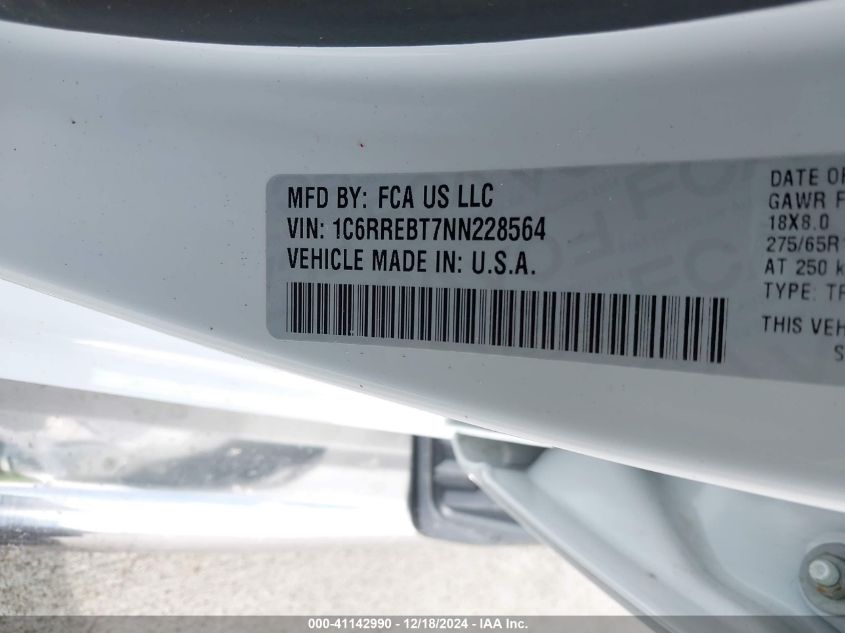 MFD BY: FCA US LLC
VIN: 1C6RREBT7NN228564
VEHICLE MADE IN: U.S.A.
DATE OF
GAWR F
18X8.0
275/65R1
AT 250 k
TYPE: TR
THIS VEH
S
000-41142990 – 12/18/2024 – IAA Inc.